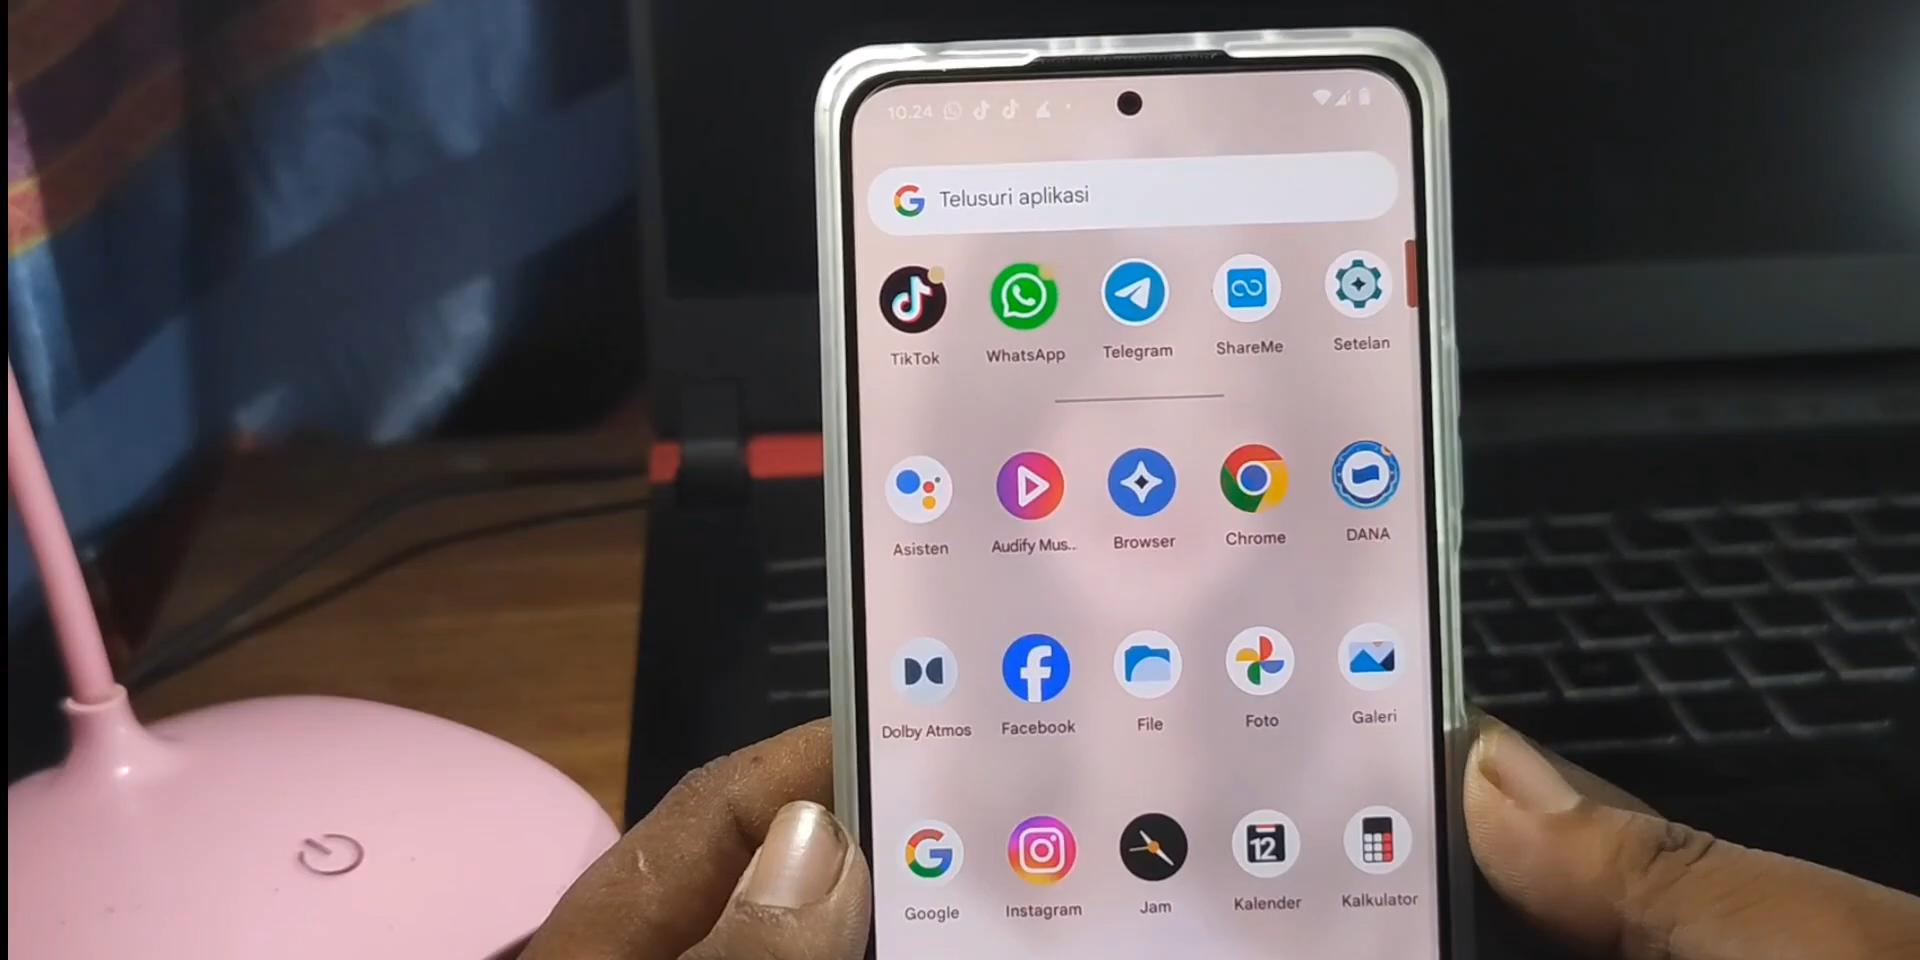 10.24
Telusuri aplikasi
TikTok
WhatsApp
Telegram
ShareMe
Setelan
Asisten
Audify Mus..
Browser
Chrome
DANA
Dolby Atmos
Facebook
File
Foto
Galeri
12
Google
Instagram
Jam
Kalender
Kalkulator